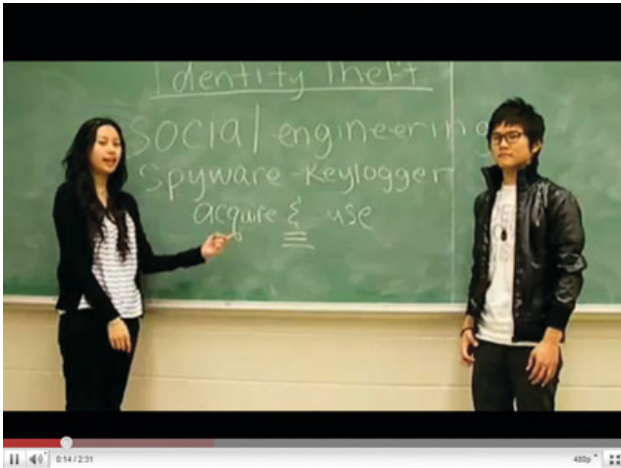 Identity Theft
Social engineering
Spyware - Keylogger
acquire & use
0:14 / 2:31
480p